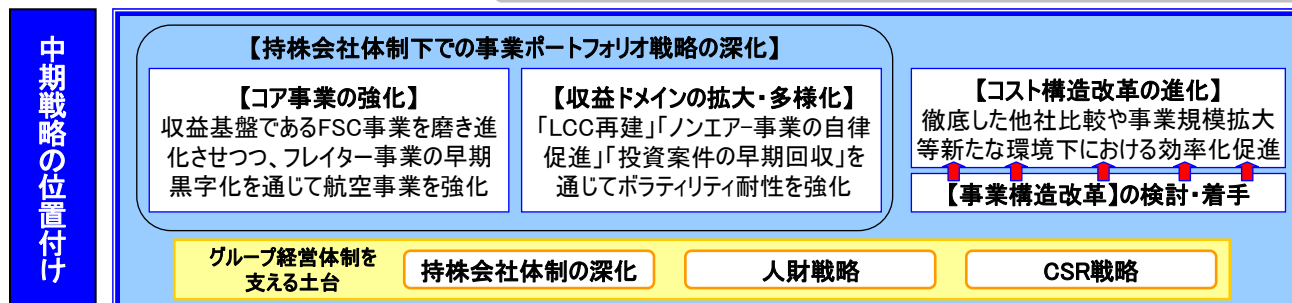 中期戦略の位置付け
【持株会社体制下での事業ポートフォリオ戦略の深化】
【コア事業の強化】
収益基盤であるFSC事業を磨き進
化させつつ、フレイター事業の早期
黒字化を通じて航空事業を強化
【収益ドメインの拡大・多様化】
「LCC再建」「ノンエアー事業の自律
促進」「投資案件の早期回収」を
通じてボラティリティ耐性を強化
【コスト構造改革の進化】
徹底した他社比較や事業規模拡大
等新たな環境下における効率化促進
【事業構造改革】の検討・着手
グループ経営体制を
支える土台
持株会社体制の深化
人財戦略
CSR戦略